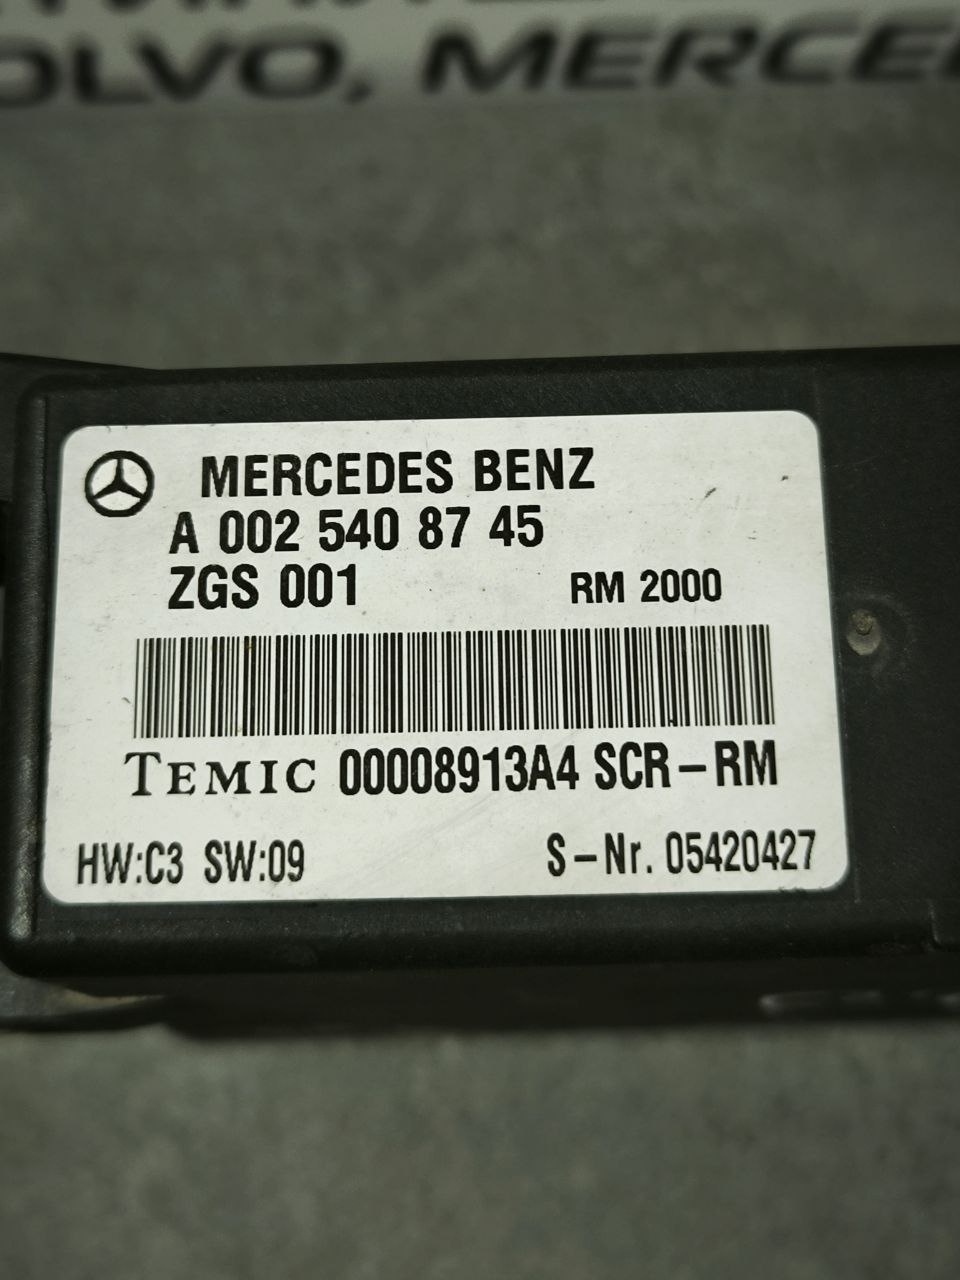 OLVO, MERCE
MERCEDES BENZ
A 002 540 87 45
ZGS 001 RM 2000
TEMIC 00008913A4 SCR-RM
HW:C3 SW:09 S-Nr. 05420427